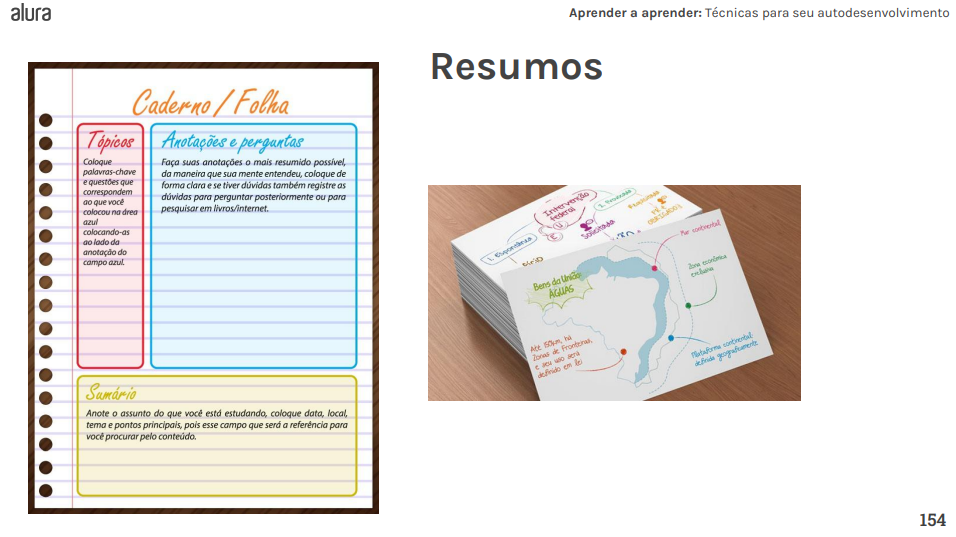 alura
Aprender a aprender: Técnicas para seu autodesenvolvimento
Resumos
Caderno / Folha
Tópicos
Coloque
palavras-chave
e questões que
correspondem
ao que você
colocou na área
azul
colocando-as
ao lado da
anotação do
campo azul.
Anotações e perguntas
Faça suas anotações o mais resumido possível,
da maneira que sua mente entendeu, coloque de
forma clara e se tiver dúvidas também registre as
dúvidas para perguntar posteriormente ou para
pesquisar em livros/internet.
Sumário
Anote o assunto do que você está estudando, coloque data, local,
tema e pontos principais, pois esse campo que será a referência para
você procurar pelo conteúdo.
Intervenção
federal
1. Espontânea
2. Provocada
Solicitada
Bens da União
ÁGUAS
Mar continental
Zona econômica
exclusiva
Até 150km, há
Zonas de Fronteiras,
e seu uso será
definido em lei
Plataforma continental:
definida geograficamente
154